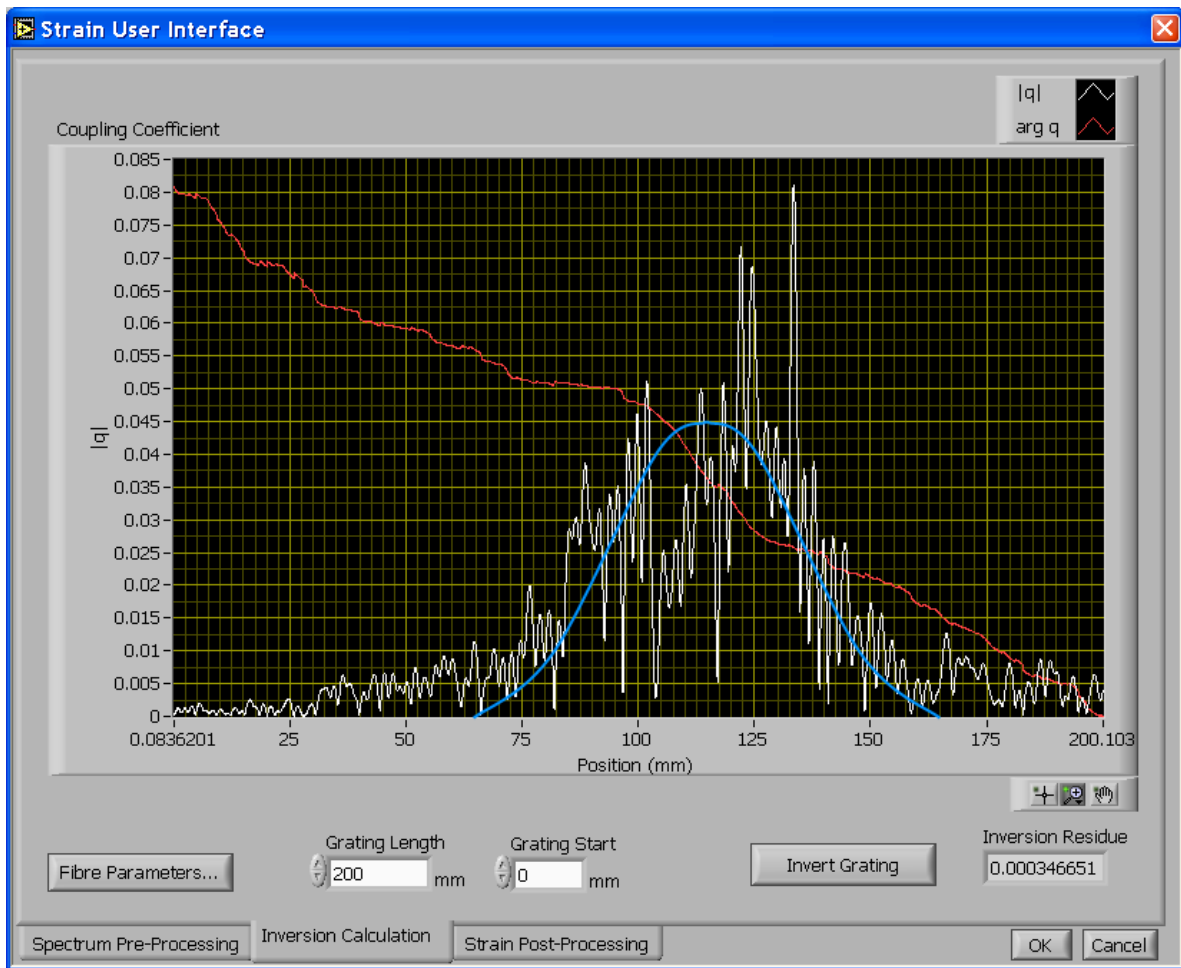 Strain User Interface
|q|
arg q
Coupling Coefficient
0.085
0.08
0.075
0.07
0.065
0.06
0.055
0.05
0.045
0.04
0.035
0.03
0.025
0.02
0.015
0.01
0.005
0
|q|
0.0836201 25 50 75 100 125 150 175 200.103
Position (mm)
Grating Length
Grating Start
Inversion Residue
Fibre Parameters...
200 mm
0 mm
Invert Grating
0.000346651
Spectrum Pre-Processing
Inversion Calculation
Strain Post-Processing
OK
Cancel